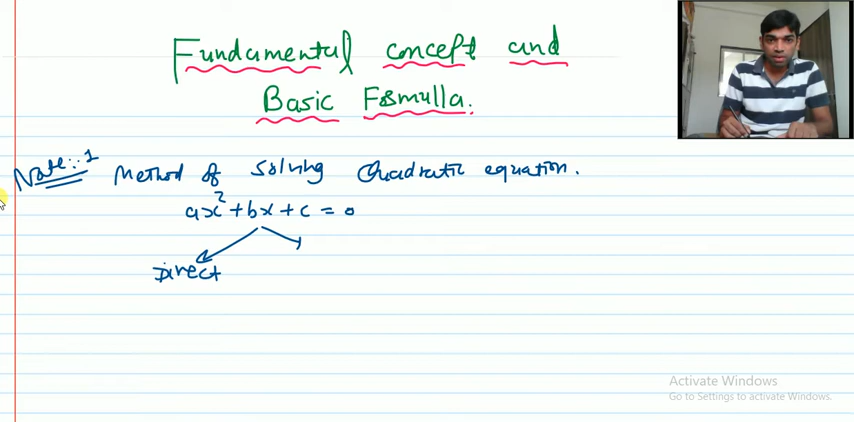 Fundamental concept and
Basic Formulla.
Note:-1 Method of solving Quadratic equation.
ax²+bx+c=0
Direct
Activate Windows
Go to Settings to activate Windows.